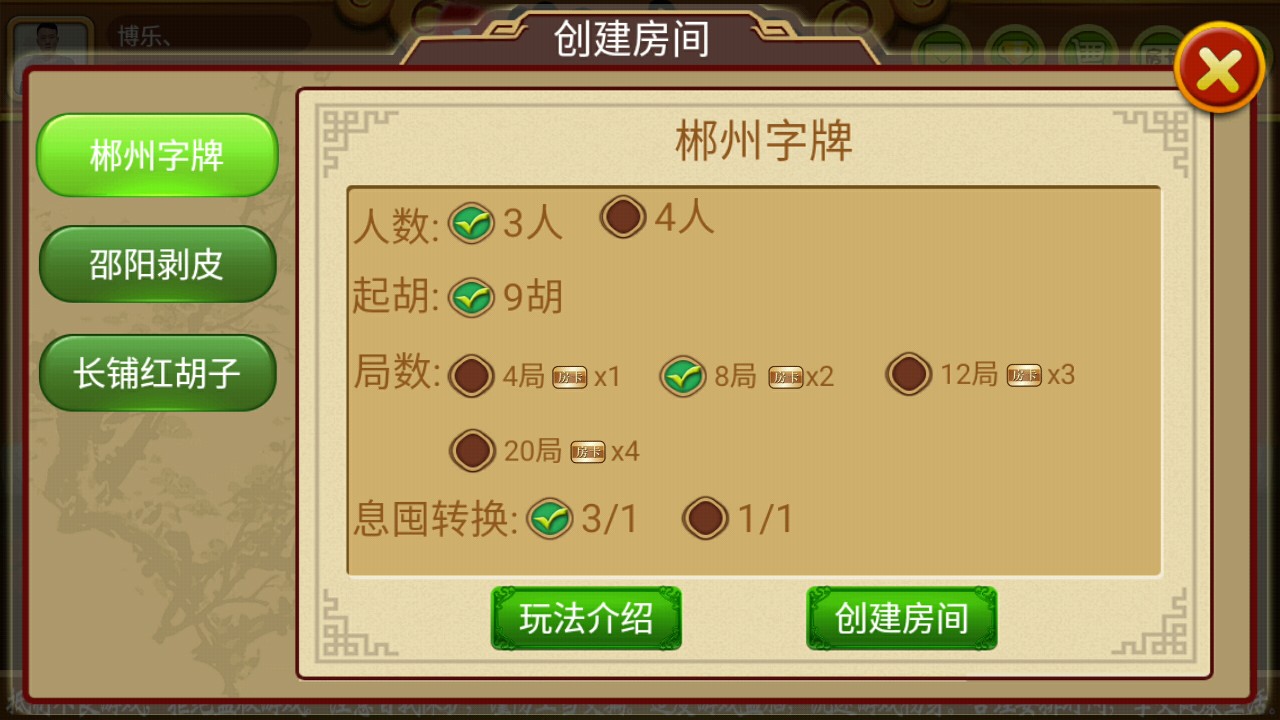 博乐、
创建房间
郴州字牌
邵阳剥皮
长铺红胡子
郴州字牌
人数: 3人 4人
起胡: 9胡
局数: 4局 房卡 x1 8局 房卡 x2 12局 房卡 x3
20局 房卡 x4
息囤转换: 3/1 1/1
玩法介绍 创建房间